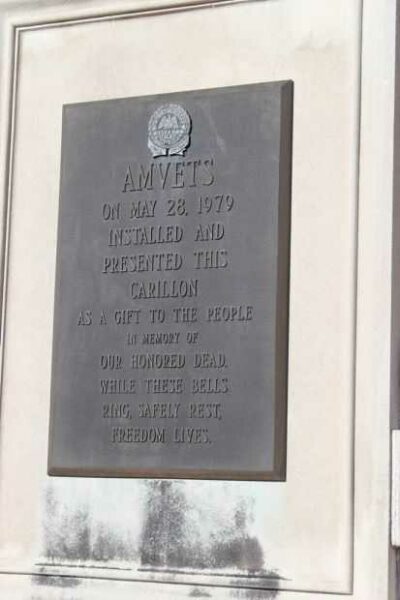 AMVETS
ON MAY 28, 1979
INSTALLED AND
PRESENTED THIS
CARILLON
AS A GIFT TO THE PEOPLE
IN MEMORY OF
OUR HONORED DEAD.
WHILE THESE BELLS
RING, SAFELY REST,
FREEDOM LIVES.